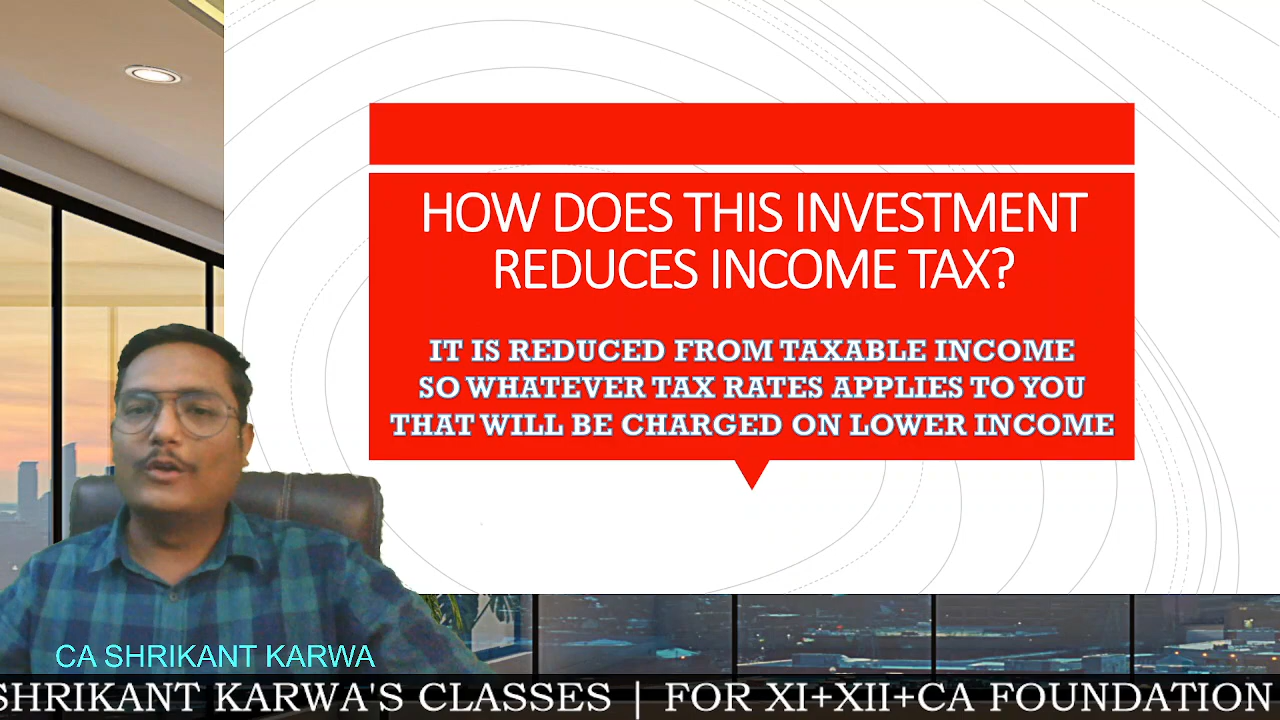 HOW DOES THIS INVESTMENT
REDUCES INCOME TAX?
IT IS REDUCED FROM TAXABLE INCOME
SO WHATEVER TAX RATES APPLIES TO YOU
THAT WILL BE CHARGED ON LOWER INCOME
CA SHRIKANT KARWA
SHRIKANT KARWA'S CLASSES | FOR XI+XII+CA FOUNDATION